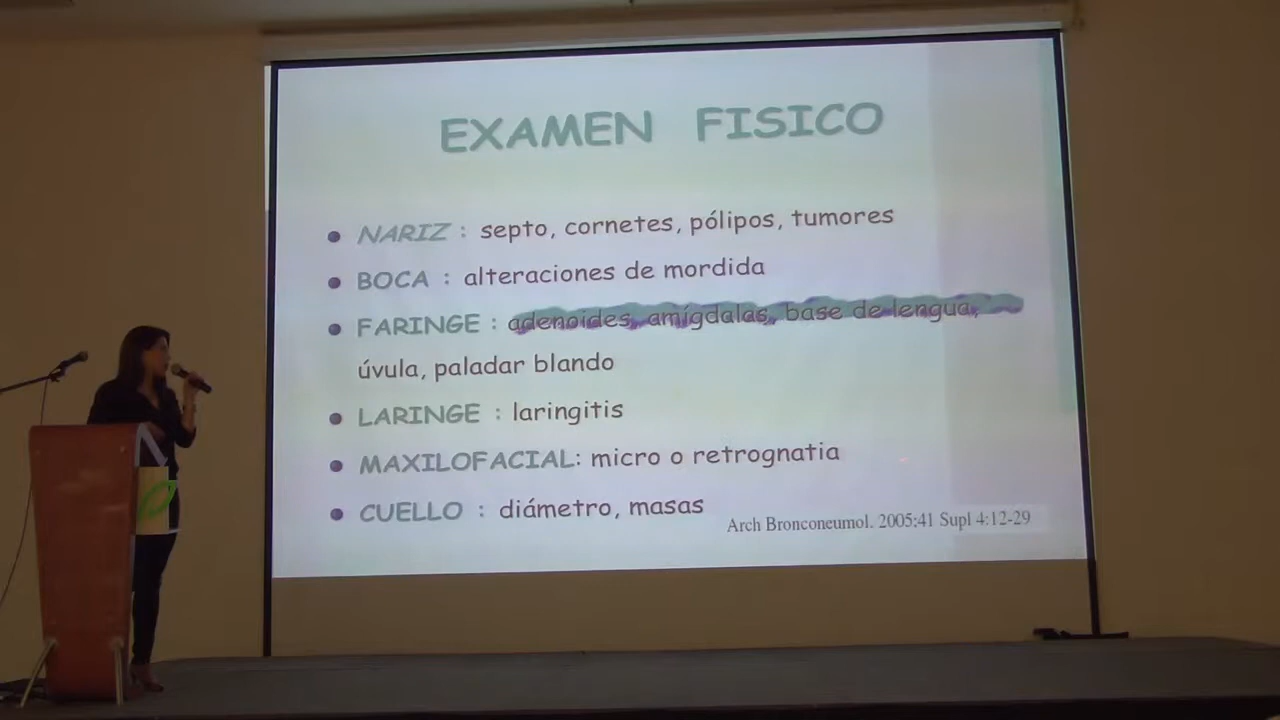 EXAMEN FISICO
NARIZ : septo, cornetes, pólipos, tumores
BOCA : alteraciones de mordida
FARINGE : adenoides, amígdalas, base de lengua,
úvula, paladar blando
LARINGE : laringitis
MAXILOFACIAL: micro o retrognatia
CUELLO : diámetro, masas
Arch Bronconeumol. 2005;41 Supl 4:12-29